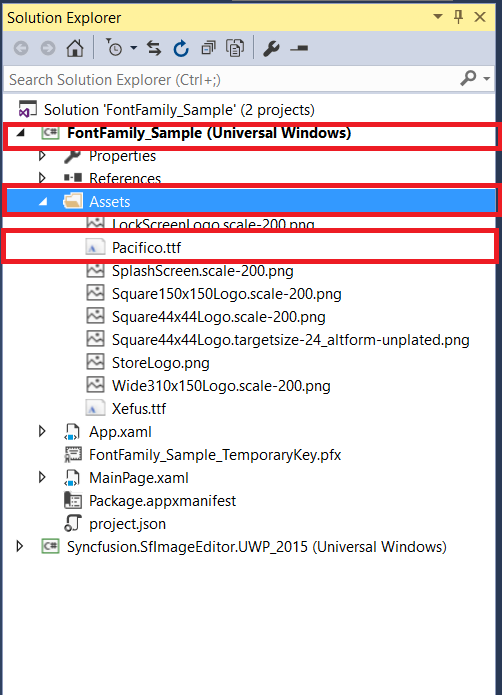 Solution Explorer
Search Solution Explorer (Ctrl+;)
Solution 'FontFamily_Sample' (2 projects)
C# FontFamily_Sample (Universal Windows)
Properties
References
Assets
LockScreenLogo.scale-200.png
Pacifico.ttf
SplashScreen.scale-200.png
Square150x150Logo.scale-200.png
Square44x44Logo.scale-200.png
Square44x44Logo.targetsize-24_altform-unplated.png
StoreLogo.png
Wide310x150Logo.scale-200.png
Xefus.ttf
App.xaml
FontFamily_Sample_TemporaryKey.pfx
MainPage.xaml
Package.appxmanifest
project.json
C# Syncfusion.SfImageEditor.UWP_2015 (Universal Windows)